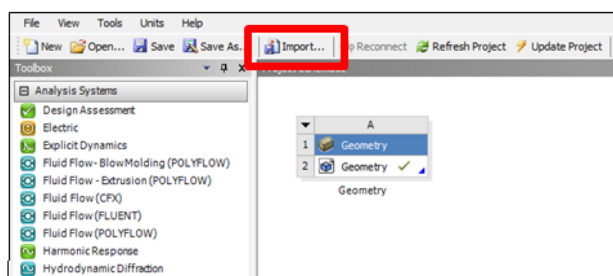 File View Tools Units Help
New Open... Save Save As... Import... Reconnect Refresh Project Update Project
Toolbox
Analysis Systems
Design Assessment
Electric
Explicit Dynamics
Fluid Flow-BlowMolding (POLYFLOW)
Fluid Flow - Extrusion (POLYFLOW)
Fluid Flow (CFX)
Fluid Flow (FLUENT)
Fluid Flow (POLYFLOW)
Harmonic Response
Hydrodynamic Diffraction
A
1 Geometry
2 Geometry
Geometry